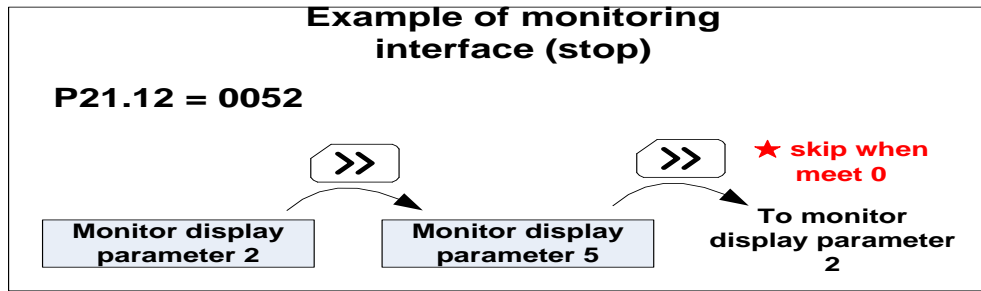 Example of monitoring
interface (stop)
P21.12 = 0052
>>
>>
★ skip when
meet 0
Monitor display
parameter 2
Monitor display
parameter 5
To monitor
display parameter
2